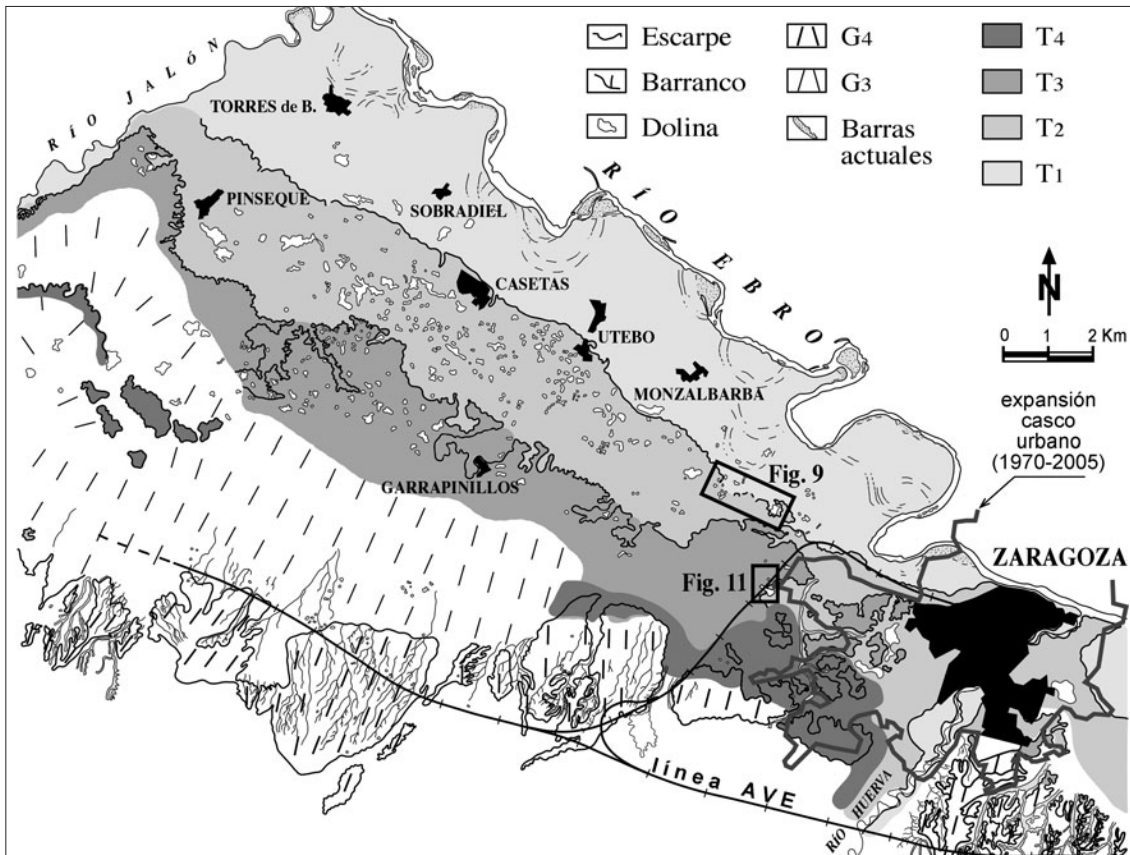 Escarpe
Barranco
Dolina
G4
G3
Barras
actuales
T4
T3
T2
T1
RÍO JALÓN
TORRES de B.
PINSEQUE
SOBRADIEL
RÍO EBRO
CASETAS
UTEBO
MONZALBARBA
N
0 1 2 Km
expansión
casco
urbano
(1970-2005)
GARRAPINILLOS
Fig. 9
Fig. 11
ZARAGOZA
línea AVE
RÍO HUERVA